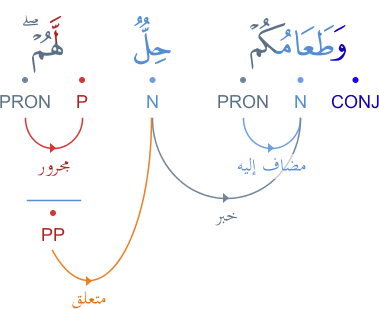 وَطَعَامُكُمْ حِلٌّ لَّهُمْ ۖ
CONJ N PRON N P PRON
مضاف إليه
مجرور
خبر
PP
متعلق